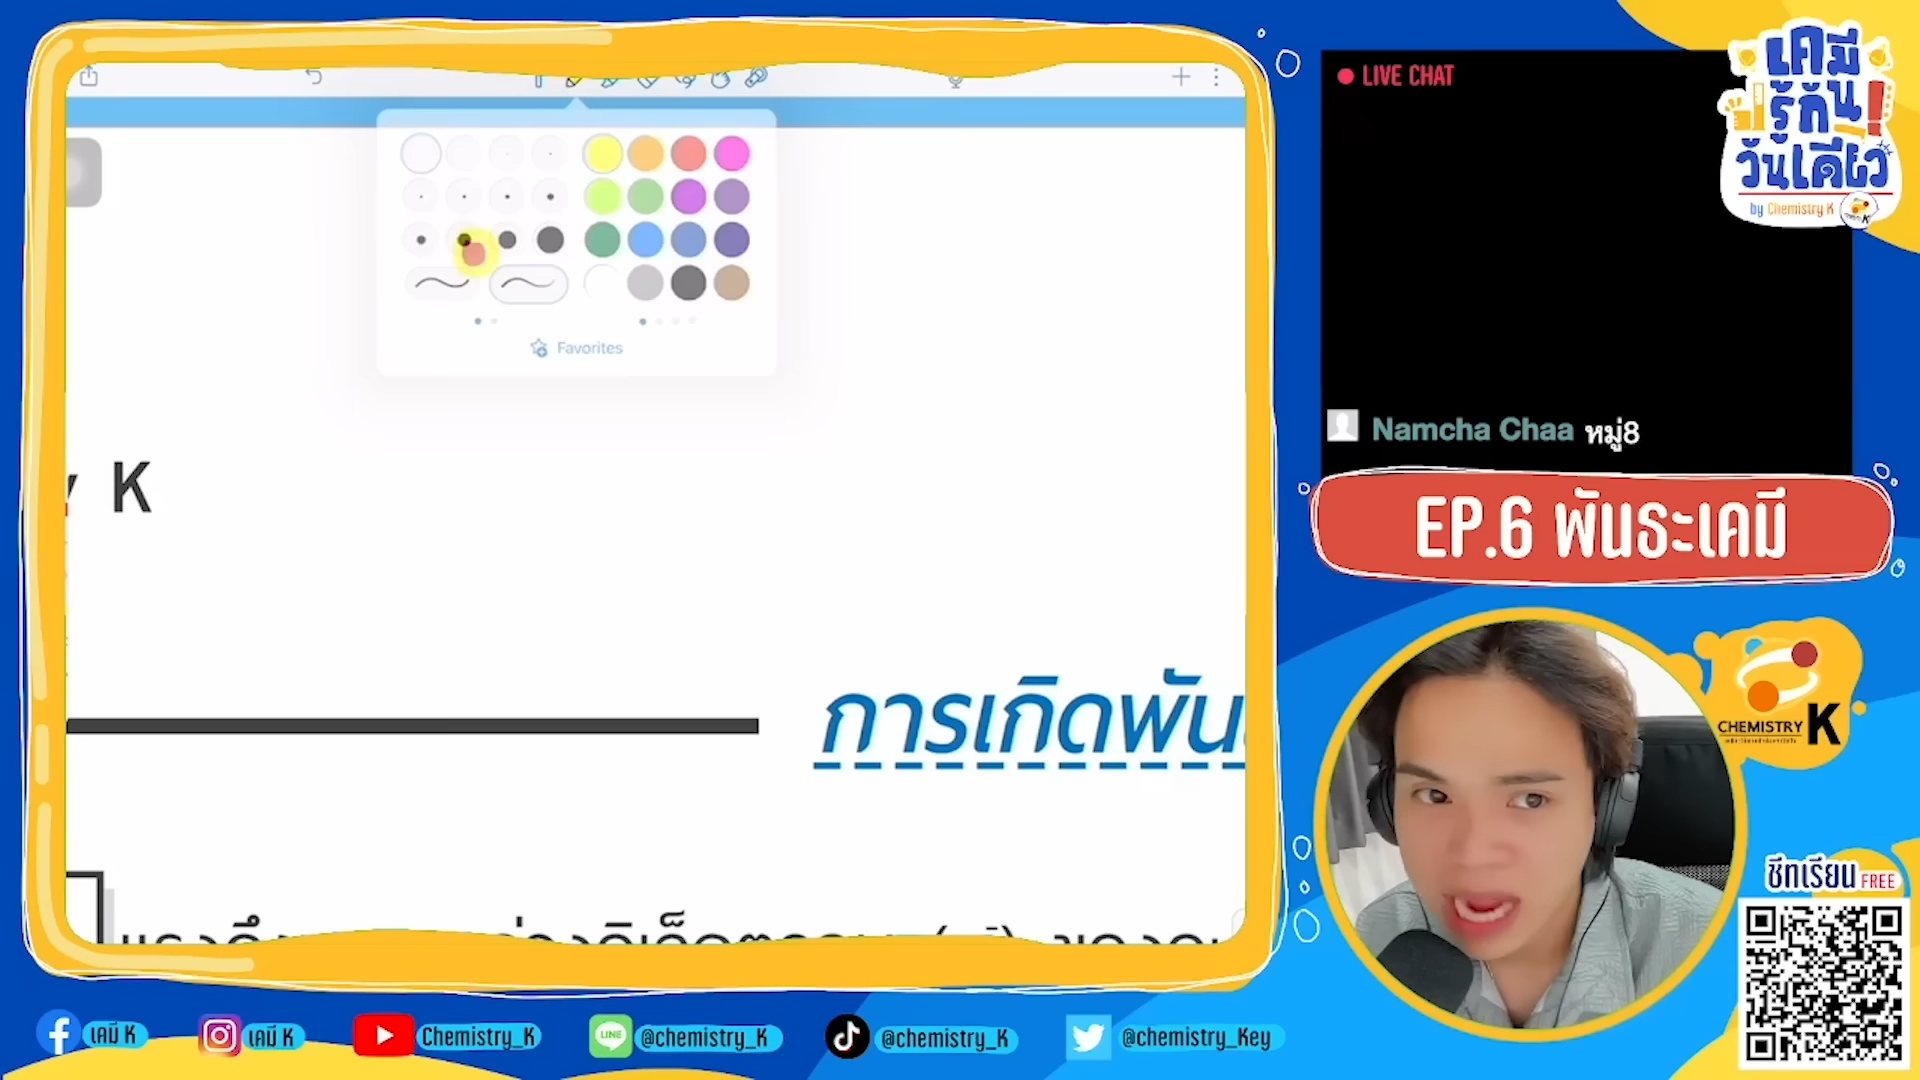 LIVE CHAT
เคมี
รู้กัน!
วันเดียว
by Chemistry K
Favorites
Namcha Chaa หมู่8
K
EP.6 พันธะเคมี
การเกิดพัน
CHEMISTRY K
ชีทเรียน FREE
เคมี K
เคมี K
Chemistry_K
LINE
@chemistry_K
@chemistry_K
@chemistry_Key